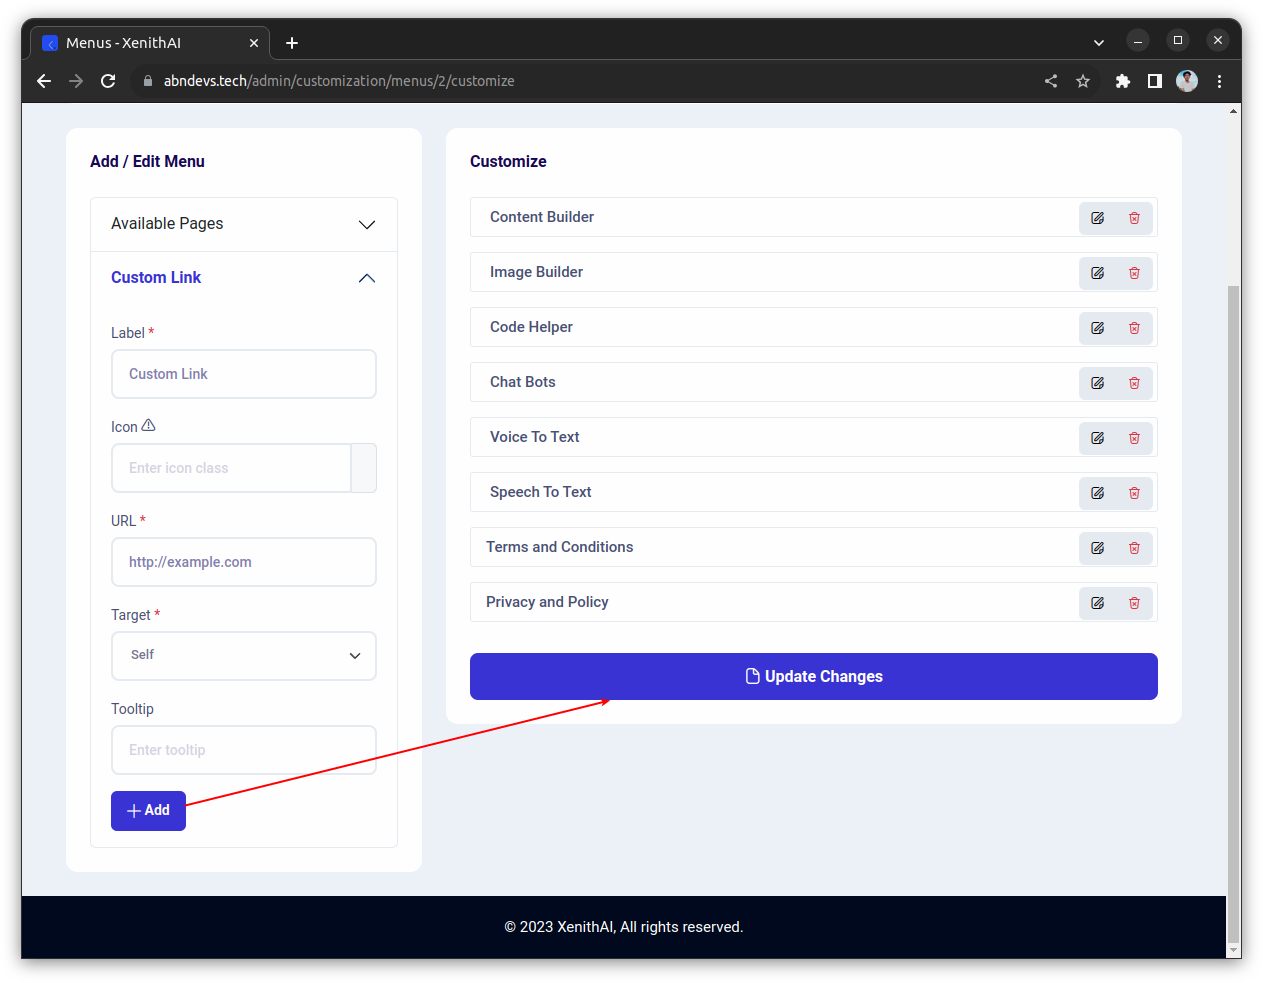 Menus - XenithAI
abndevs.tech/admin/customization/menus/2/customize
Add / Edit Menu
Available Pages
Custom Link
Label *
Custom Link
Icon
Enter icon class
URL *
http://example.com
Target *
Self
Tooltip
Enter tooltip
Add
Customize
Content Builder
Image Builder
Code Helper
Chat Bots
Voice To Text
Speech To Text
Terms and Conditions
Privacy and Policy
Update Changes
© 2023 XenithAI, All rights reserved.